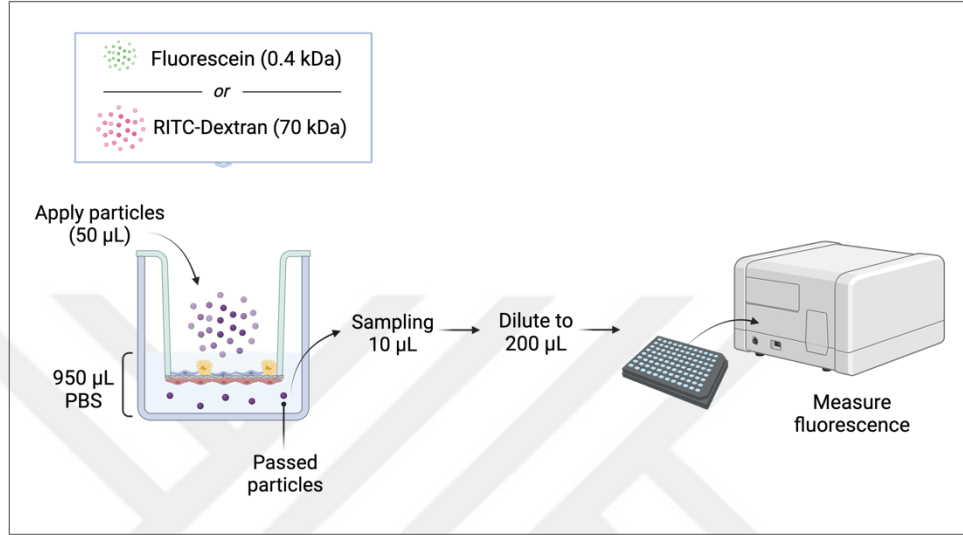 Fluorescein (0.4 kDa)
or
RITC-Dextran (70 kDa)
Apply particles
(50 µL)
950 µL
PBS
Passed
particles
Sampling
10 µL
Dilute to
200 µL
Measure
fluorescence